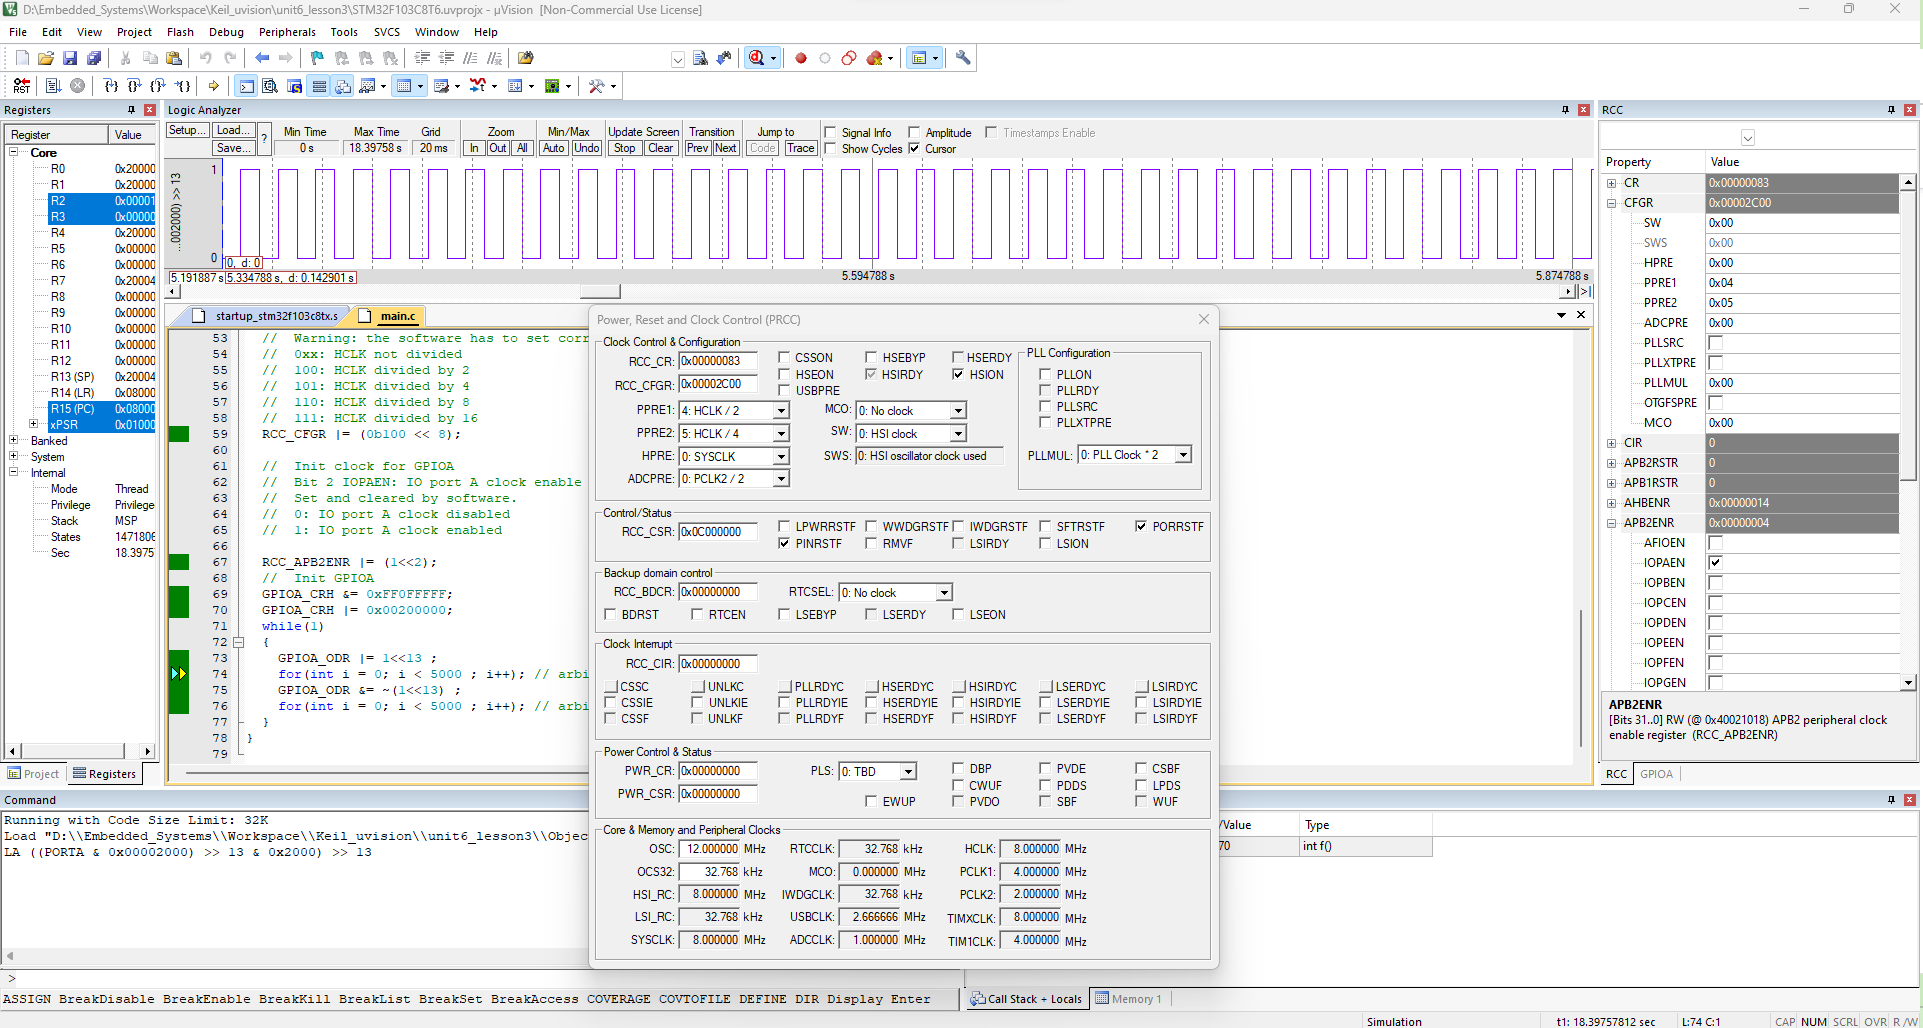 D:\Embedded_Systems\Workspace\Keil_uvision\unit6_lesson3\STM32F103C8T6.uvprojx - µVision [Non-Commercial Use License]
File Edit View Project Flash Debug Peripherals Tools SVCS Window Help
Registers
Register Value
Core
R0 0x20000
R1 0x20000
R2 0x00001
R3 0x00000
R4 0x20000
R5 0x00000
R6 0x00000
R7 0x20004
R8 0x00000
R9 0x00000
R10 0x00000
R11 0x00000
R12 0x00000
R13 (SP) 0x20004
R14 (LR) 0x08000
R15 (PC) 0x08000
xPSR 0x01000
Banked
System
Internal
Mode Thread
Privilege Privilege
Stack MSP
States 1471806
Sec 18.3975
Project Registers
Logic Analyzer
Setup... Load... Save... ?
Min Time Max Time Grid Zoom Min/Max Update Screen Transition Jump to
0 s 18.39758 s 20 ms In Out All Auto Undo Stop Clear Prev Next Code Trace
Signal Info Amplitude Timestamps Enable
Show Cycles Cursor
...002000) >> 13
1
0
0, d: 0
5.191887 s 5.334788 s, d: 0.142901 s 5.594788 s 5.874788 s
startup_stm32f103c8tx.s main.c
53 // Warning: the software has to set corr
54 // 0xx: HCLK not divided
55 // 100: HCLK divided by 2
56 // 101: HCLK divided by 4
57 // 110: HCLK divided by 8
58 // 111: HCLK divided by 16
59 RCC_CFGR |= (0b100 << 8);
60
61 // Init clock for GPIOA
62 // Bit 2 IOPAEN: IO port A clock enable
63 // Set and cleared by software.
64 // 0: IO port A clock disabled
65 // 1: IO port A clock enabled
66
67 RCC_APB2ENR |= (1<<2);
68 // Init GPIOA
69 GPIOA_CRH &= 0xFF0FFFFF;
70 GPIOA_CRH |= 0x00200000;
71 while(1)
72 {
73 GPIOA_ODR |= 1<<13 ;
74 for(int i = 0; i < 5000 ; i++); // arbi
75 GPIOA_ODR &= ~(1<<13) ;
76 for(int i = 0; i < 5000 ; i++); // arbi
77 }
78 }
79
Power, Reset and Clock Control (PRCC)
Clock Control & Configuration
RCC_CR: 0x00000083 CSSON HSEBYP HSERDY
HSEON HSIRDY HSION
RCC_CFGR: 0x00002C00 USBPRE
PPRE1: 4: HCLK / 2 MCO: 0: No clock
PPRE2: 5: HCLK / 4 SW: 0: HSI clock
HPRE: 0: SYSCLK SWS: 0: HSI oscillator clock used
ADCPRE: 0: PCLK2 / 2
PLL Configuration
PLLON
PLLRDY
PLLSRC
PLLXTPRE
PLLMUL: 0: PLL Clock * 2
Control/Status
RCC_CSR: 0x0C000000 LPWRRSTF WWDGRSTF IWDGRSTF SFTRSTF PORRSTF
PINRSTF RMVF LSIRDY LSION
Backup domain control
RCC_BDCR: 0x00000000 RTCSEL: 0: No clock
BDRST RTCEN LSEBYP LSERDY LSEON
Clock Interrupt
RCC_CIR: 0x00000000
CSSC UNLKC PLLRDYC HSERDYC HSIRDYC LSERDYC LSIRDYC
CSSIE UNLKIE PLLRDYIE HSERDYIE HSIRDYIE LSERDYIE LSIRDYIE
CSSF UNLKF PLLRDYF HSERDYF HSIRDYF LSERDYF LSIRDYF
Power Control & Status
PWR_CR: 0x00000000 PLS: 0: TBD DBP PVDE CSBF
CWUF PDDS LPDS
PWR_CSR: 0x00000000 EWUP PVDO SBF WUF
Core & Memory and Peripheral Clocks
OSC: 12.000000 MHz RTCCLK: 32.768 kHz HCLK: 8.000000 MHz
OCS32: 32.768 kHz MCO: 0.000000 MHz PCLK1: 4.000000 MHz
HSI_RC: 8.000000 MHz IWDGCLK: 32.768 kHz PCLK2: 2.000000 MHz
LSI_RC: 32.768 kHz USBCLK: 2.666666 MHz TIMXCLK: 8.000000 MHz
SYSCLK: 8.000000 MHz ADCCLK: 1.000000 MHz TIM1CLK: 4.000000 MHz
RCC
Property Value
CR 0x00000083
CFGR 0x00002C00
SW 0x00
SWS 0x00
HPRE 0x00
PPRE1 0x04
PPRE2 0x05
ADCPRE 0x00
PLLSRC
PLLXTPRE
PLLMUL 0x00
OTGFSPRE
MCO 0x00
CIR 0
APB2RSTR 0
APB1RSTR 0
AHBENR 0x00000014
APB2ENR 0x00000004
AFIOEN
IOPAEN
IOPBEN
IOPCEN
IOPDEN
IOPEEN
IOPFEN
IOPGEN
APB2ENR
[Bits 31..0] RW (@ 0x40021018) APB2 peripheral clock
enable register (RCC_APB2ENR)
RCC GPIOA
Command
Running with Code Size Limit: 32K
Load "D:\\Embedded_Systems\\Workspace\\Keil_uvision\\unit6_lesson3\\Objec
LA ((PORTA & 0x00002000) >> 13 & 0x2000) >> 13
>
ASSIGN BreakDisable BreakEnable BreakKill BreakList BreakSet BreakAccess COVERAGE COVTOFILE DEFINE DIR Display Enter
/Value Type
70 int f()
Call Stack + Locals Memory 1
Simulation t1: 18.39757812 sec L:74 C:1 CAP NUM SCRL OVR R/W